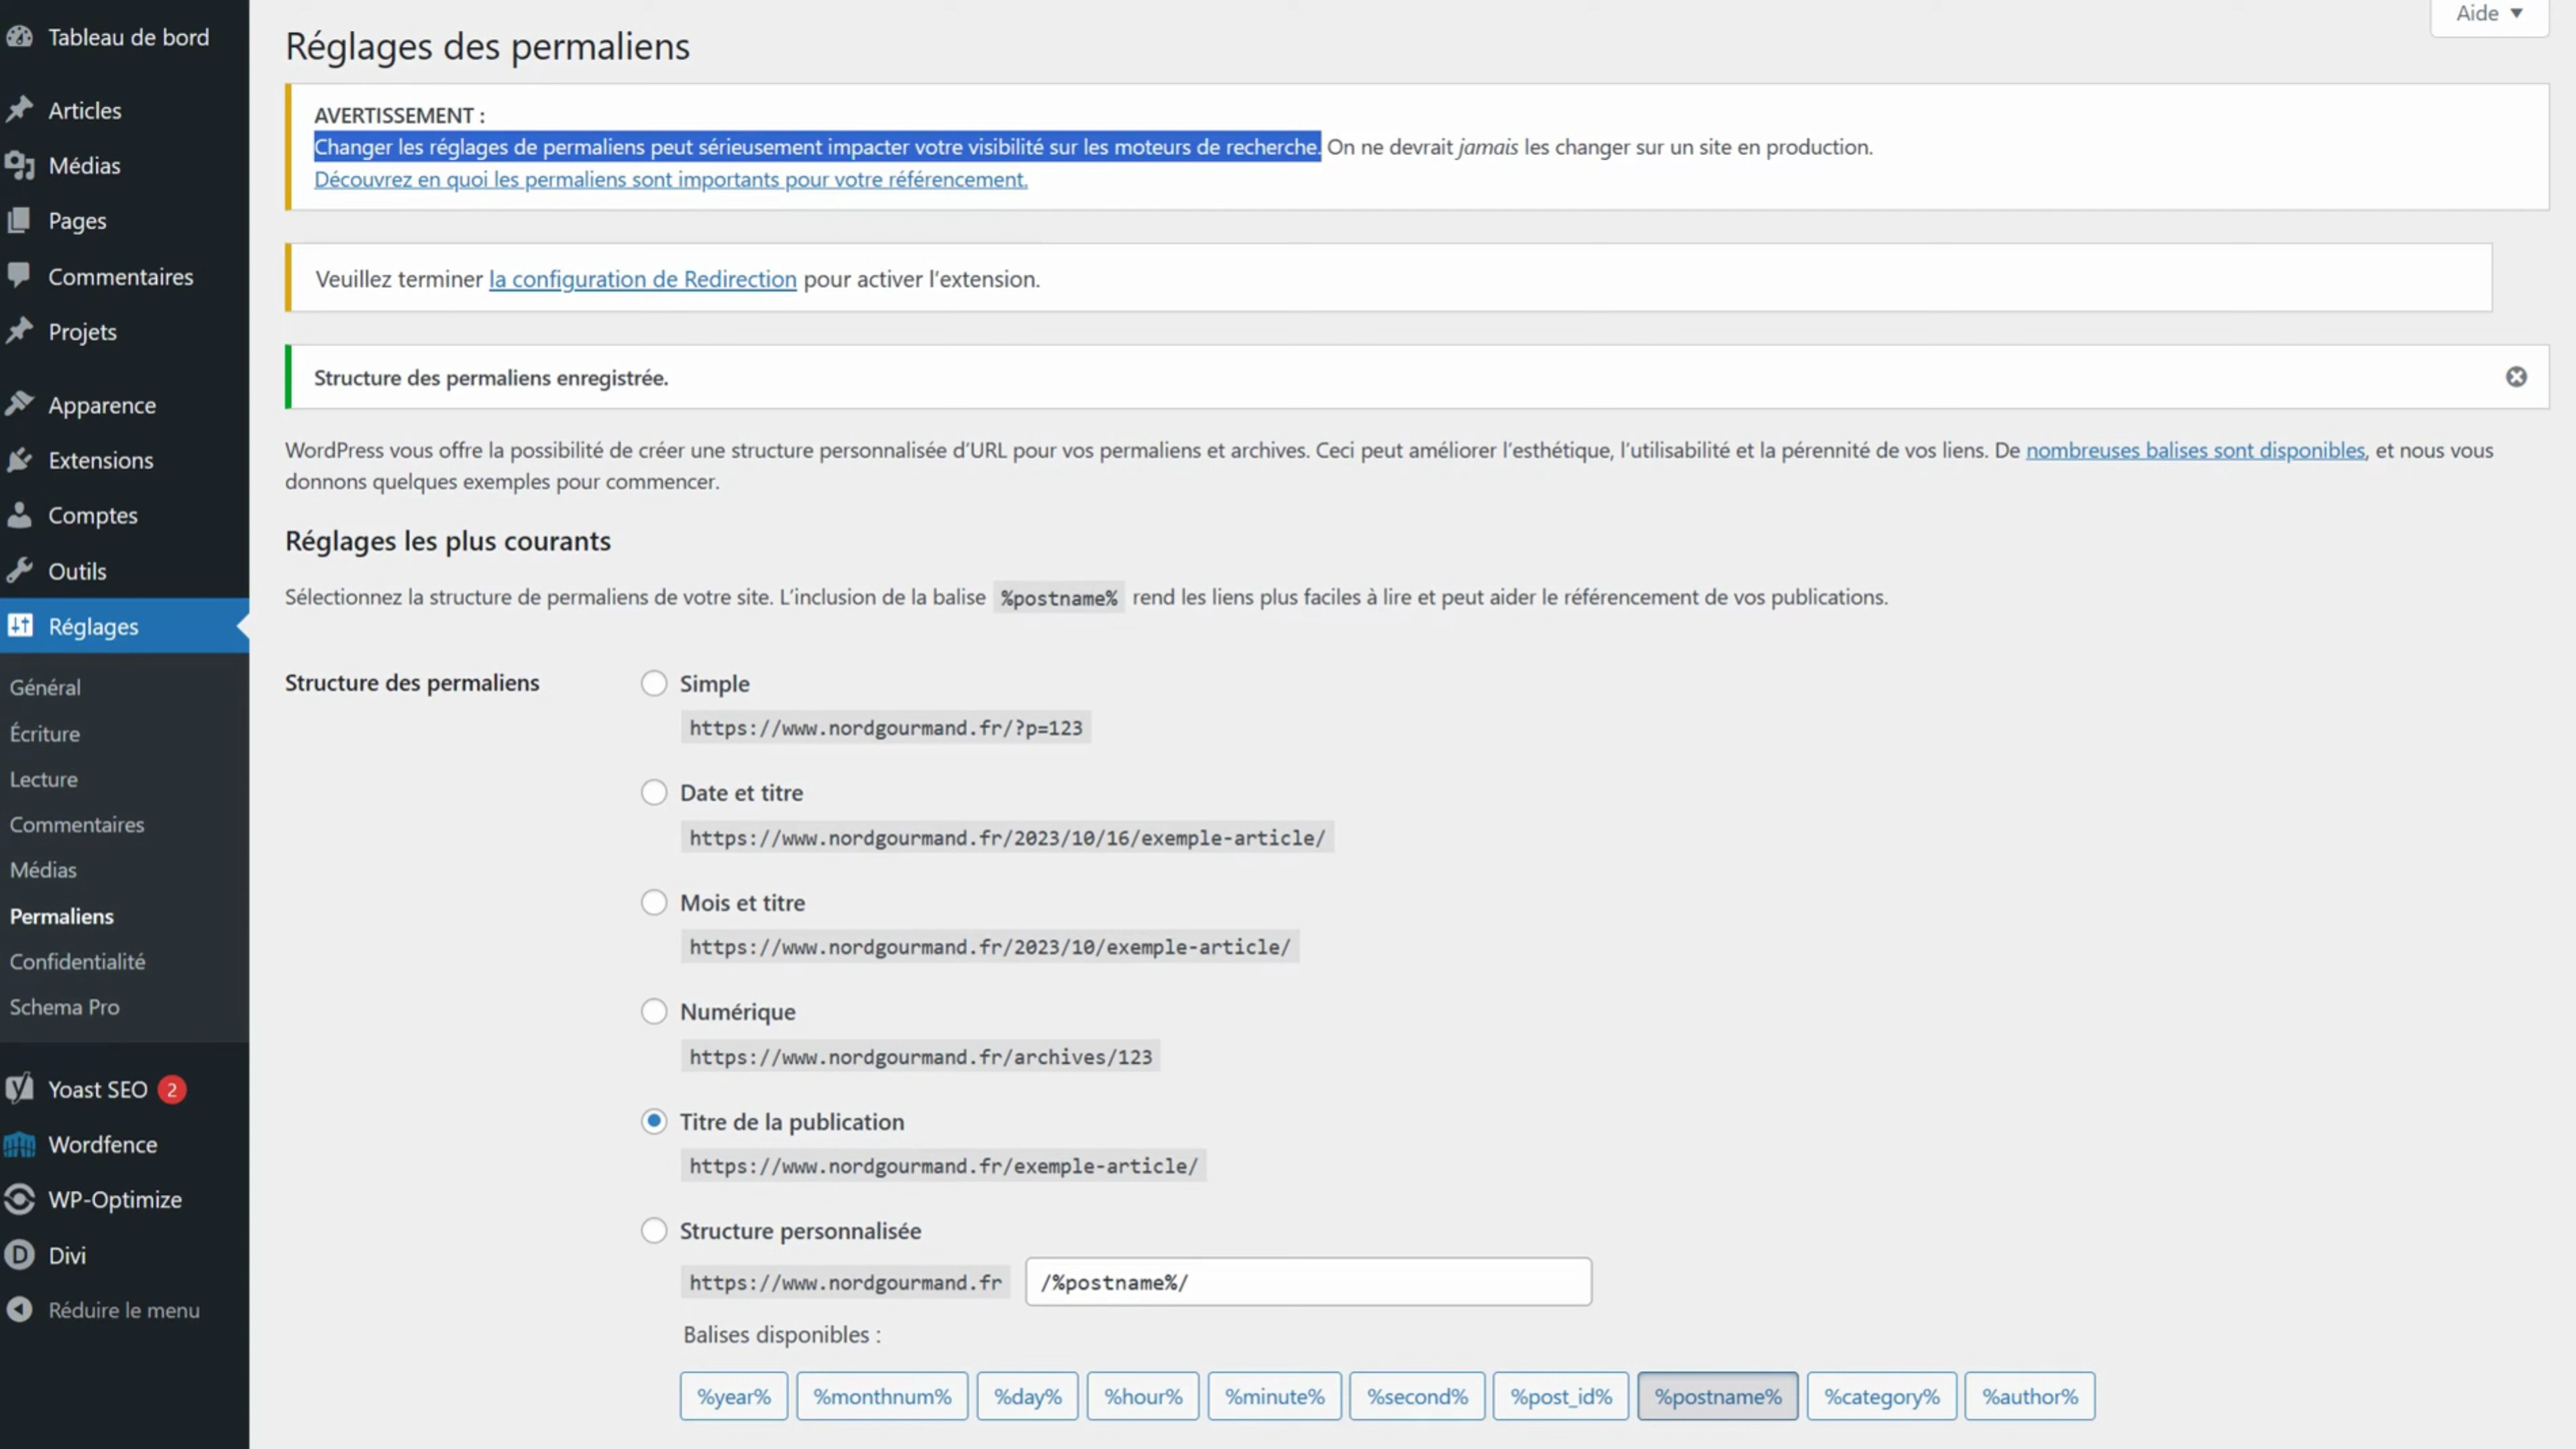 Tableau de bord
Articles
Médias
Pages
Commentaires
Projets
Apparence
Extensions
Comptes
Outils
Réglages
Général
Écriture
Lecture
Commentaires
Médias
Permaliens
Confidentialité
Schema Pro
Yoast SEO 2
Wordfence
WP-Optimize
Divi
Réduire le menu
Aide
Réglages des permaliens
AVERTISSEMENT :
Changer les réglages de permaliens peut sérieusement impacter votre visibilité sur les moteurs de recherche. On ne devrait jamais les changer sur un site en production.
Découvrez en quoi les permaliens sont importants pour votre référencement.
Veuillez terminer la configuration de Redirection pour activer l’extension.
Structure des permaliens enregistrée.
WordPress vous offre la possibilité de créer une structure personnalisée d’URL pour vos permaliens et archives. Ceci peut améliorer l’esthétique, l’utilisabilité et la pérennité de vos liens. De nombreuses balises sont disponibles, et nous vous
donnons quelques exemples pour commencer.
Réglages les plus courants
Sélectionnez la structure de permaliens de votre site. L’inclusion de la balise %postname% rend les liens plus faciles à lire et peut aider le référencement de vos publications.
Structure des permaliens
Simple
https://www.nordgourmand.fr/?p=123
Date et titre
https://www.nordgourmand.fr/2023/10/16/exemple-article/
Mois et titre
https://www.nordgourmand.fr/2023/10/exemple-article/
Numérique
https://www.nordgourmand.fr/archives/123
Titre de la publication
https://www.nordgourmand.fr/exemple-article/
Structure personnalisée
https://www.nordgourmand.fr /%postname%/
Balises disponibles :
%year% %monthnum% %day% %hour% %minute% %second% %post_id% %postname% %category% %author%